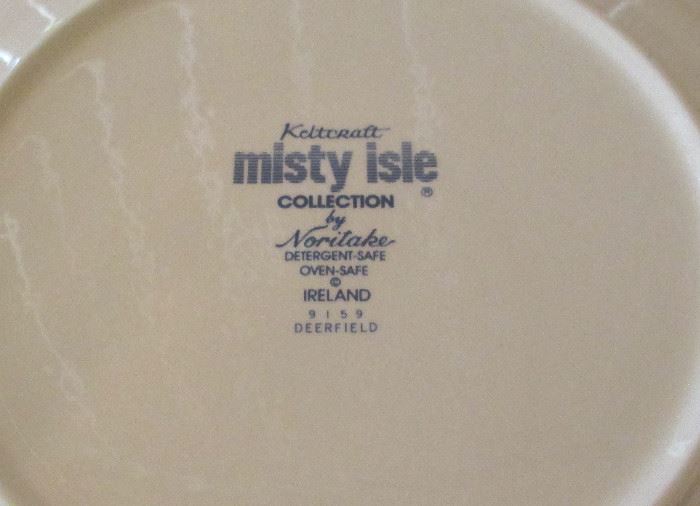 Keltcraft
misty isle ®
COLLECTION
by
Noritake
DETERGENT-SAFE
OVEN-SAFE
©
IRELAND
9159
DEERFIELD